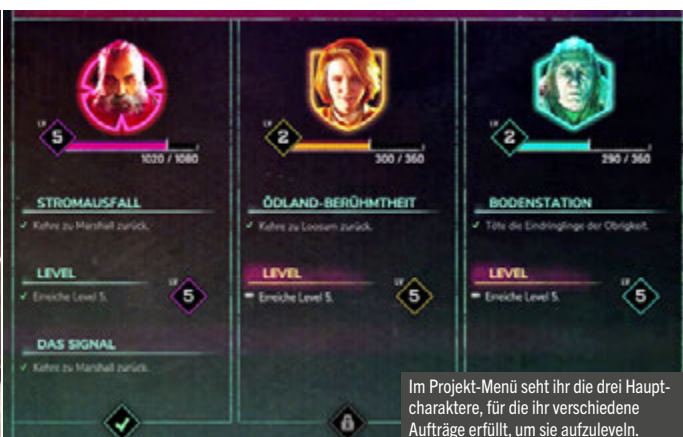 LV
5
1020 / 1080
STROMAUSFALL
Kehre zu Marshall zurück.
LEVEL
Erreiche Level 5.
LV
5
DAS SIGNAL
Kehre zu Marshall zurück.
LV
2
300 / 360
ÖDLAND-BERÜHMTHEIT
Kehre zu Loosum zurück.
LEVEL
Erreiche Level 5.
LV
5
LV
2
290 / 360
BODENSTATION
Töte die Eindringlinge der Obrigkeit.
LEVEL
Erreiche Level 5.
LV
5
Im Projekt-Menü seht ihr die drei Haupt-
charaktere, für die ihr verschiedene
Aufträge erfüllt, um sie aufzuleveln.